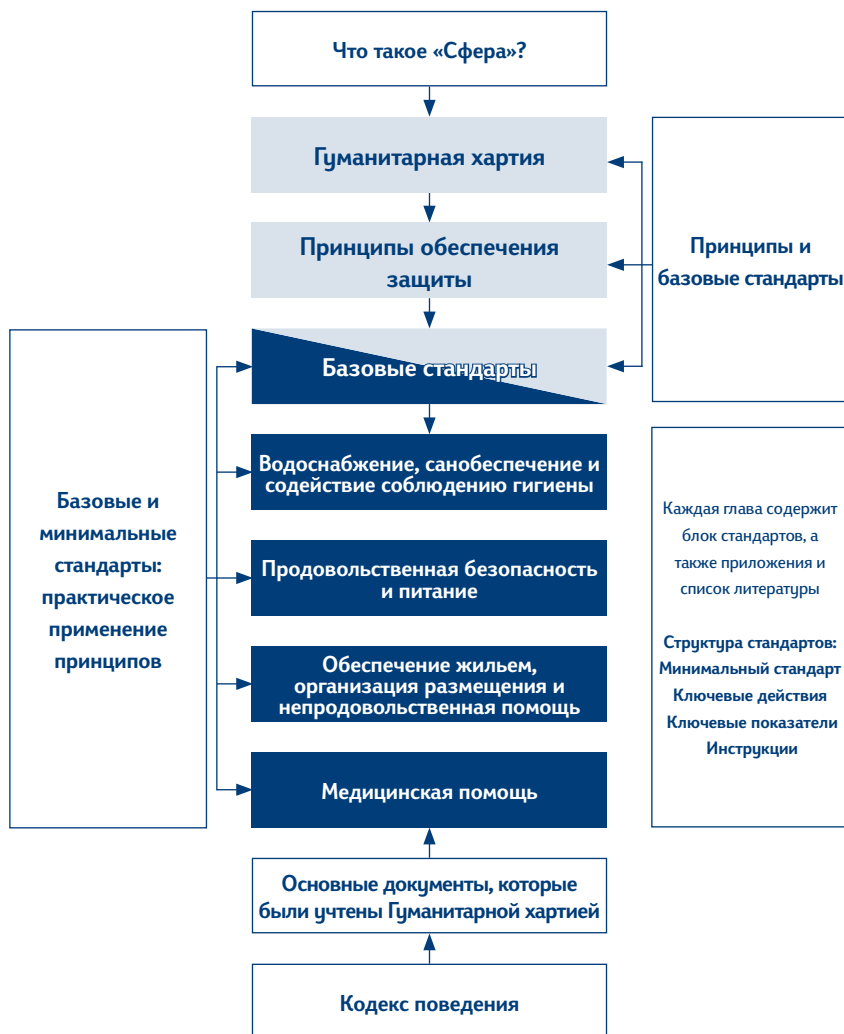 Что такое «Сфера»?
Гуманитарная хартия
Принципы обеспечения
защиты
Принципы и
базовые стандарты
Базовые стандарты
Водоснабжение, санобеспечение и
содействие соблюдению гигиены
Базовые и
минимальные
стандарты:
практическое
применение
принципов
Продовольственная безопасность
и питание
Обеспечение жильем,
организация размещения и
непродовольственная помощь
Медицинская помощь
Каждая глава содержит
блок стандартов, а
также приложения и
список литературы
Структура стандартов:
Минимальный стандарт
Ключевые действия
Ключевые показатели
Инструкции
Основные документы, которые
были учтены Гуманитарной хартией
Кодекс поведения